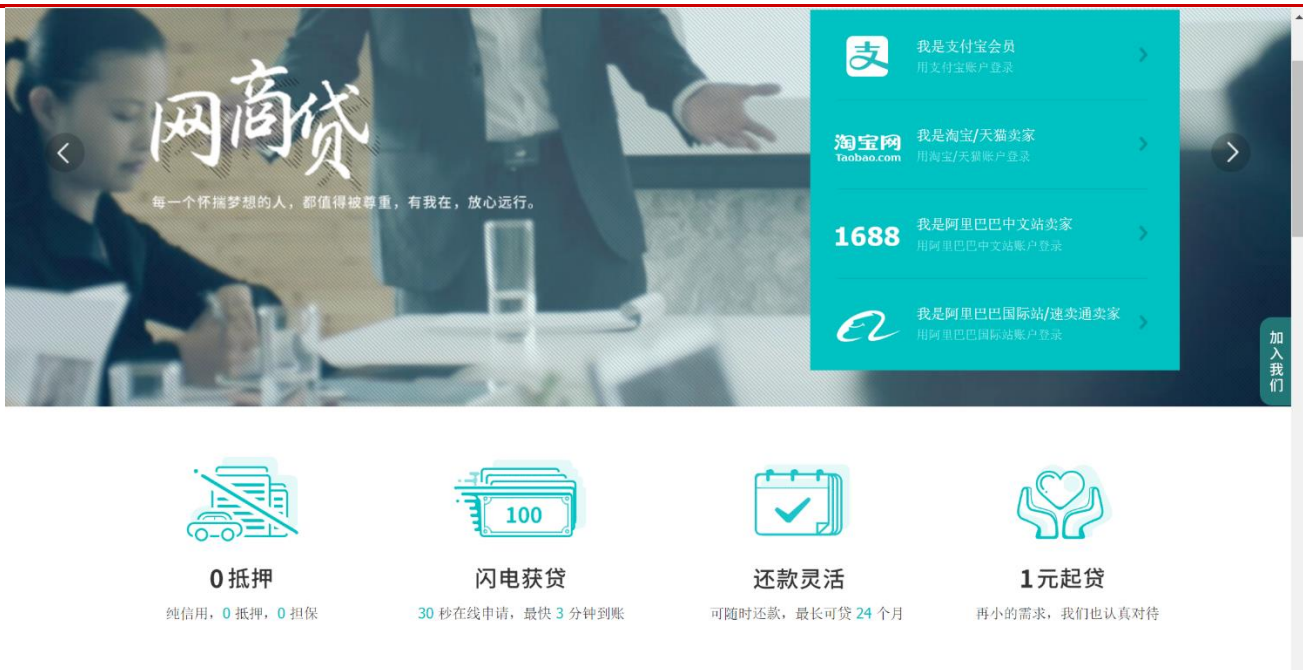 网商贷
每一个怀揣梦想的人，都值得被尊重，有我在，放心远行。
支
我是支付宝会员
用支付宝账户登录
淘宝网
Taobao.com
我是淘宝/天猫卖家
用淘宝/天猫账户登录
1688
我是阿里巴巴中文站卖家
用阿里巴巴中文站账户登录
我是阿里巴巴国际站/速卖通卖家
用阿里巴巴国际站账户登录
加入我们
100
0抵押
纯信用，0 抵押，0 担保
闪电获贷
30 秒在线申请，最快 3 分钟到账
还款灵活
可随时还款，最长可贷 24 个月
1元起贷
再小的需求，我们也认真对待